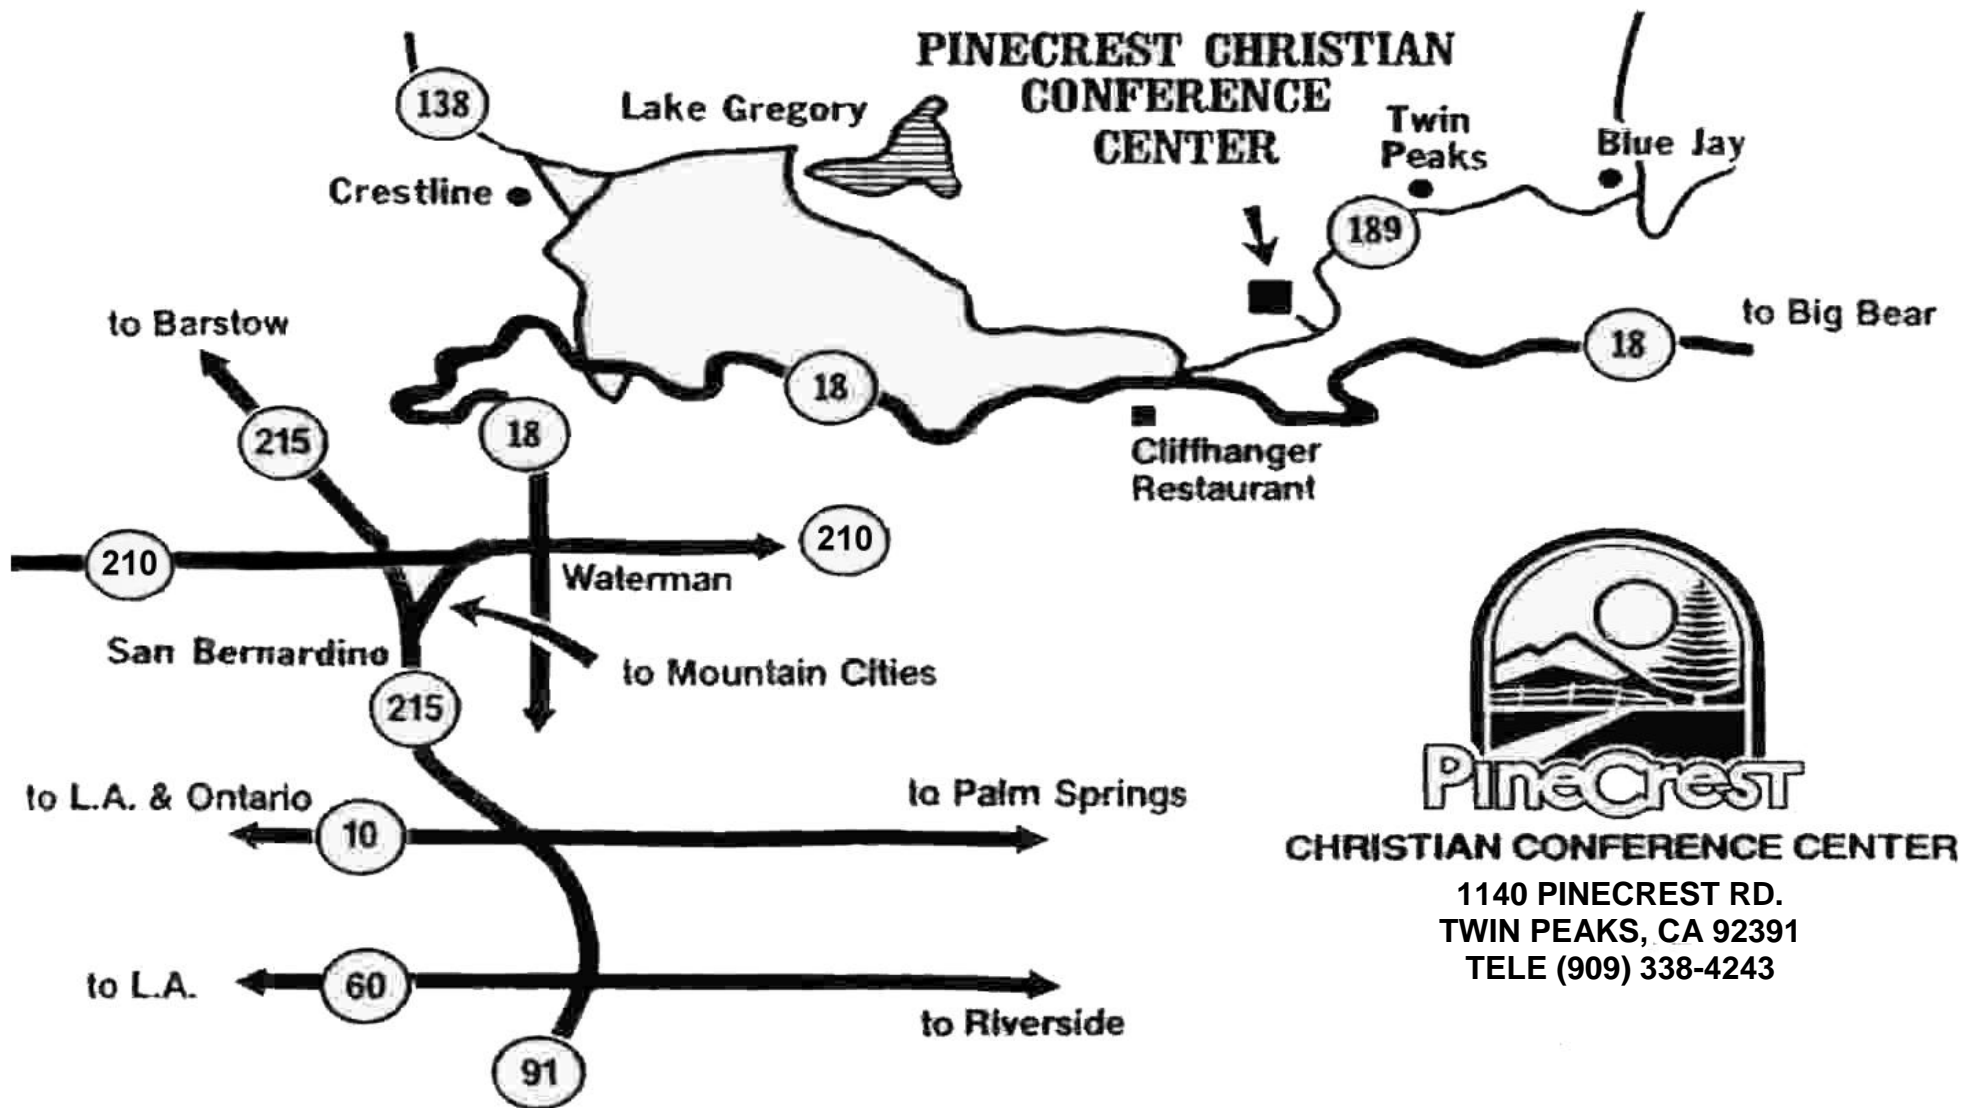 PINECREST CHRISTIAN
CONFERENCE
CENTER
138
Lake Gregory
Twin
Peaks
Blue Jay
Crestline
189
to Barstow
to Big Bear
18
18
215
18
Cliffhanger
Restaurant
210
210
Waterman
San Bernardino
to Mountain Cities
215
to L.A. & Ontario
10
to Palm Springs
PineCrest
CHRISTIAN CONFERENCE CENTER
1140 PINECREST RD.
TWIN PEAKS, CA 92391
TELE (909) 338-4243
to L.A.
60
to Riverside
91